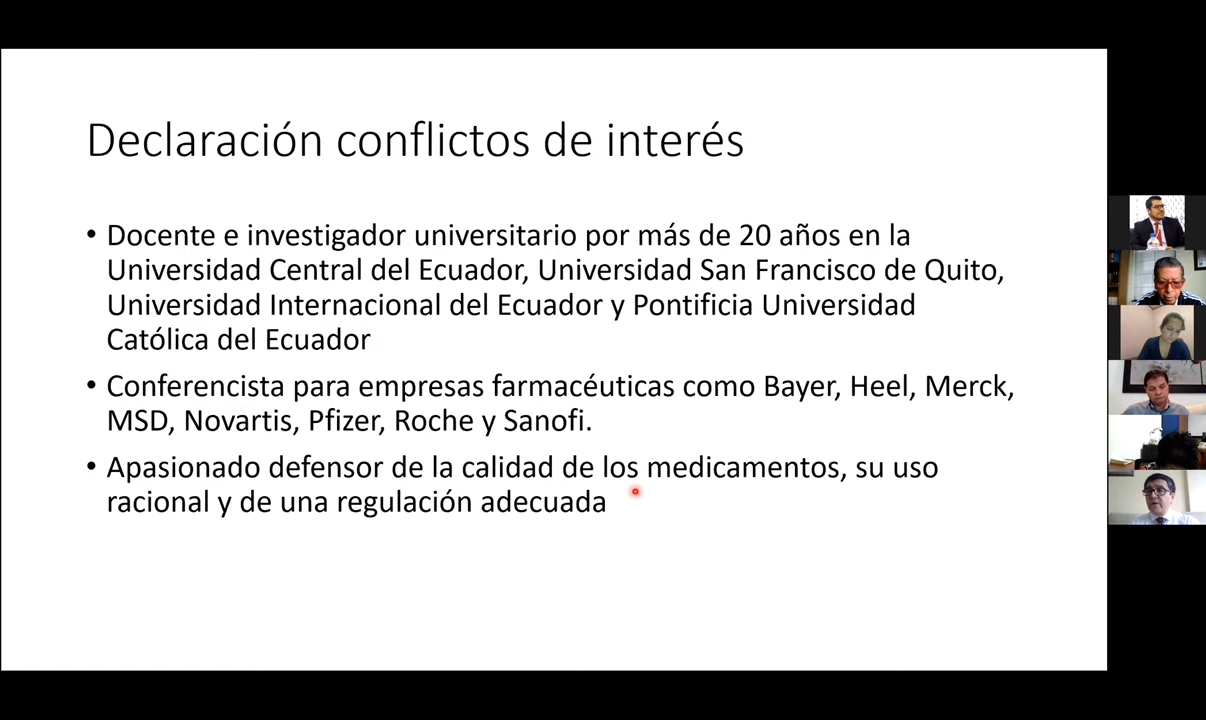 Declaración conflictos de interés
• Docente e investigador universitario por más de 20 años en la
Universidad Central del Ecuador, Universidad San Francisco de Quito,
Universidad Internacional del Ecuador y Pontificia Universidad
Católica del Ecuador
• Conferencista para empresas farmacéuticas como Bayer, Heel, Merck,
MSD, Novartis, Pfizer, Roche y Sanofi.
• Apasionado defensor de la calidad de los medicamentos, su uso
racional y de una regulación adecuada